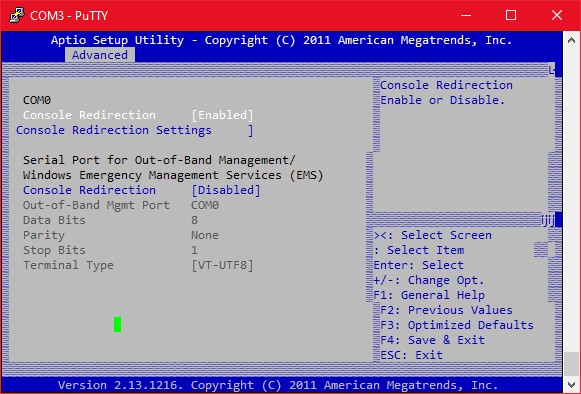 COM3 - PuTTY
Aptio Setup Utility - Copyright (C) 2011 American Megatrends, Inc.
Advanced
COM0
Console Redirection [Enabled]
Console Redirection Settings ]
Serial Port for Out-of-Band Management/
Windows Emergency Management Services (EMS)
Console Redirection [Disabled]
Out-of-Band Mgmt Port COM0
Data Bits 8
Parity None
Stop Bits 1
Terminal Type [VT-UTF8]
Console Redirection
Enable or Disable.
><: Select Screen
: Select Item
Enter: Select
+/-: Change Opt.
F1: General Help
F2: Previous Values
F3: Optimized Defaults
F4: Save & Exit
ESC: Exit
Version 2.13.1216. Copyright (C) 2011 American Megatrends, Inc.